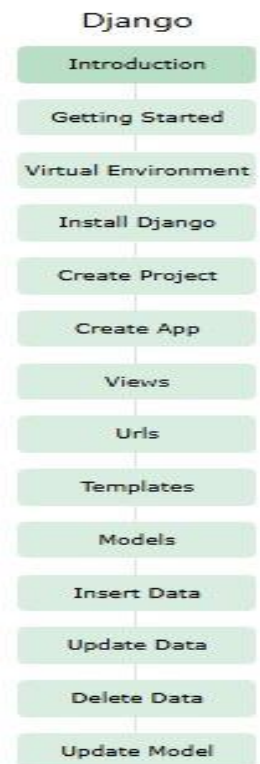 Django
Introduction
Getting Started
Virtual Environment
Install Django
Create Project
Create App
Views
Urls
Templates
Models
Insert Data
Update Data
Delete Data
Update Model